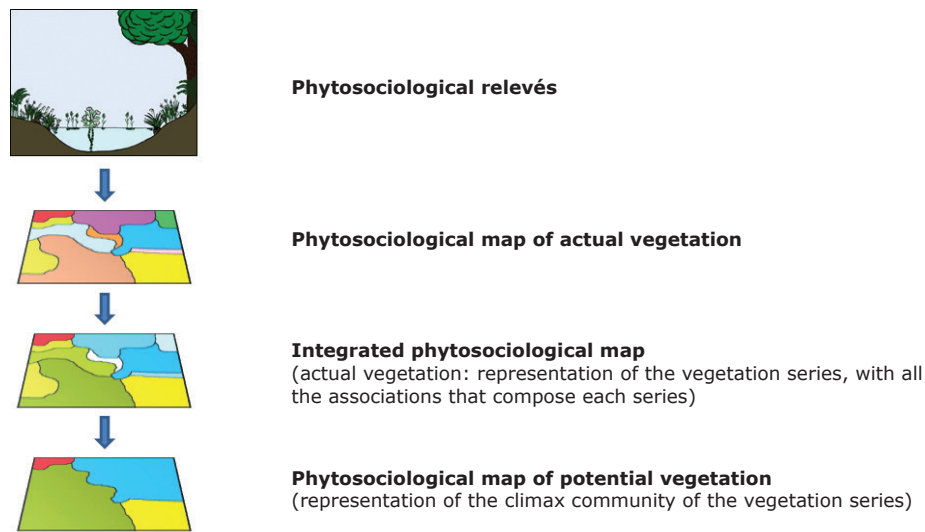 Phytosociological relevés
Phytosociological map of actual vegetation
Integrated phytosociological map
(actual vegetation: representation of the vegetation series, with all
the associations that compose each series)
Phytosociological map of potential vegetation
(representation of the climax community of the vegetation series)